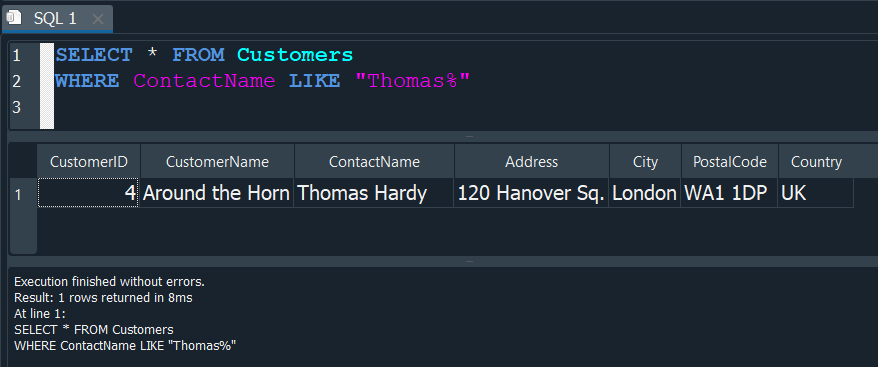 SQL 1
1 SELECT * FROM Customers
2 WHERE ContactName LIKE "Thomas%"
3
CustomerID CustomerName ContactName Address City PostalCode Country
1 4 Around the Horn Thomas Hardy 120 Hanover Sq. London WA1 1DP UK
Execution finished without errors.
Result: 1 rows returned in 8ms
At line 1:
SELECT * FROM Customers
WHERE ContactName LIKE "Thomas%"